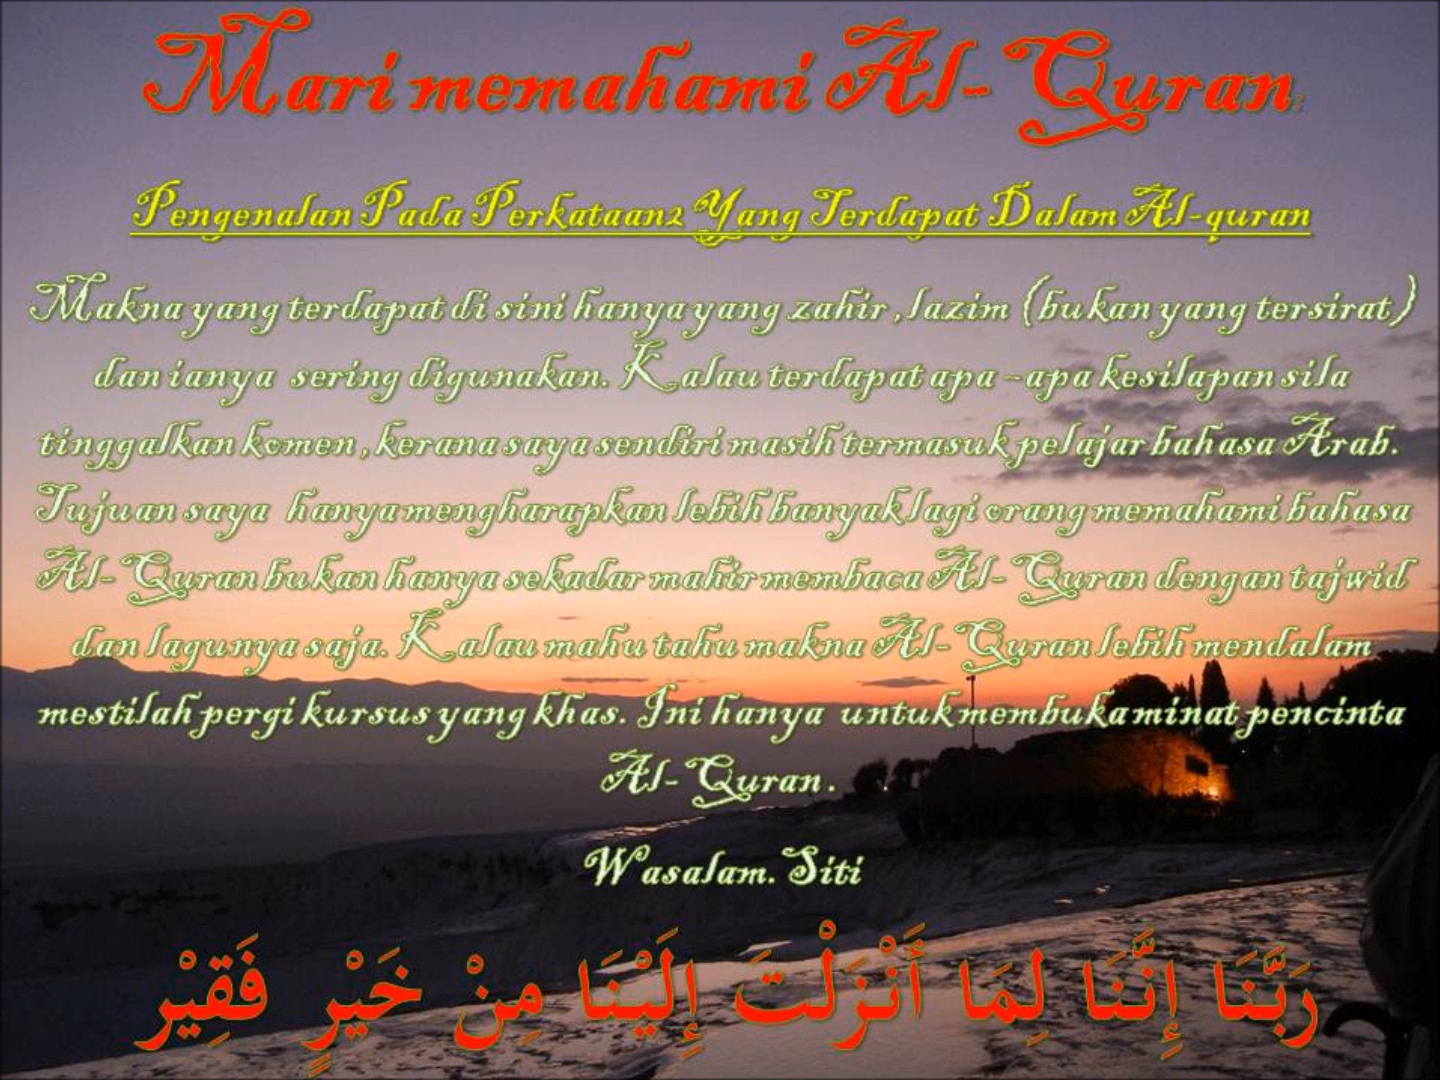 Mari memahami Al-Quran:
Pengenalan Pada Perkataan2 Yang Terdapat Dalam Al-quran
Makna yang terdapat di sini hanya yang zahir , lazim (bukan yang tersirat)
dan ianya sering digunakan. Kalau terdapat apa –apa kesilapan sila
tinggalkan komen , kerana saya sendiri masih termasuk pelajar bahasa Arab.
Tujuan saya hanya mengharapkan lebih banyak lagi orang memahami bahasa
Al-Quran bukan hanya sekadar mahir membaca Al-Quran dengan tajwid
dan lagunya saja. Kalau mahu tahu makna Al-Quran lebih mendalam
mestilah pergi kursus yang khas. Ini hanya untuk membuka minat pencinta
Al-Quran .
Wasalam. Siti
رَبَّنَا إِنَّنَا لِمَا أَنْزَلْتَ إِلَيْنَا مِنْ خَيْرٍ فَقِيْر